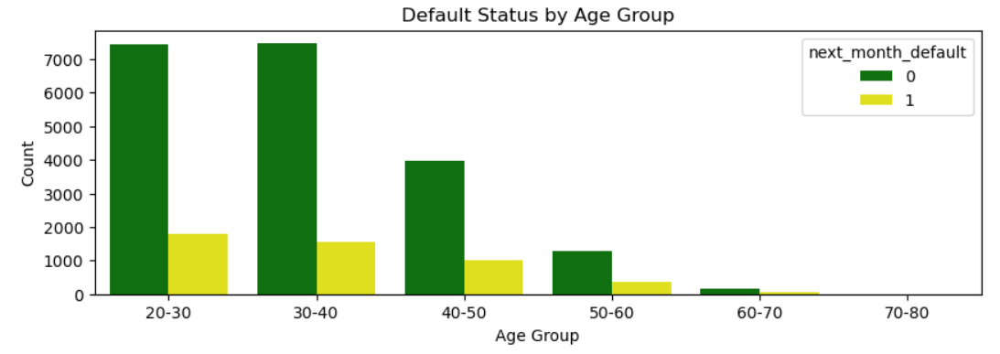 Default Status by Age Group
next_month_default
0
1
7000
6000
5000
4000
3000
2000
1000
0
Count
20-30 30-40 40-50 50-60 60-70 70-80
Age Group